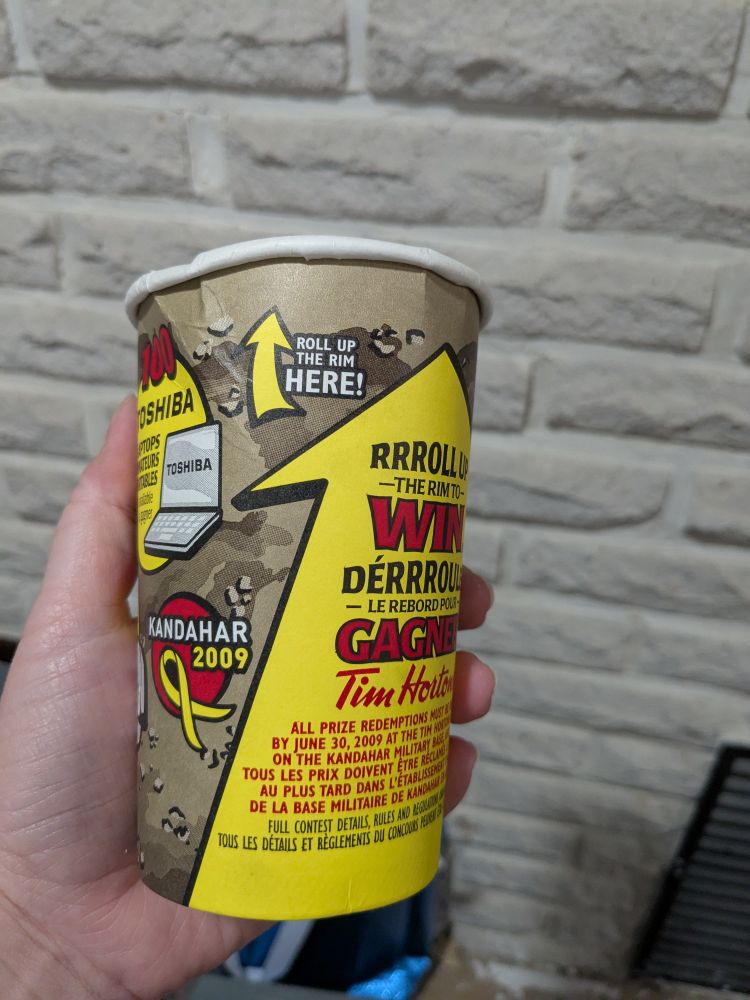 100
TOSHIBA
TOSHIBA
ROLL UP
THE RIM
HERE!
KANDAHAR
2009
RRROLL UP
—THE RIM TO—
WIN
— LE REBORD POUR—
Tim
ALL PRIZE REDEMPTIONS MUST
BY JUNE 30, 2009 AT THE TIM
ON THE KANDAHAR MILITARY
TOUS LES PRIX DOIVENT ÊTRE
AU PLUS TARD DANS L'ÉTABLISSEMENT
DE LA BASE MILITAIRE DE KANDAHAR
FULL CONTEST DETAILS, RULES AND REGULATIONS
TOUS LES DÉTAILS ET RÈGLEMENTS DU CONCOURS